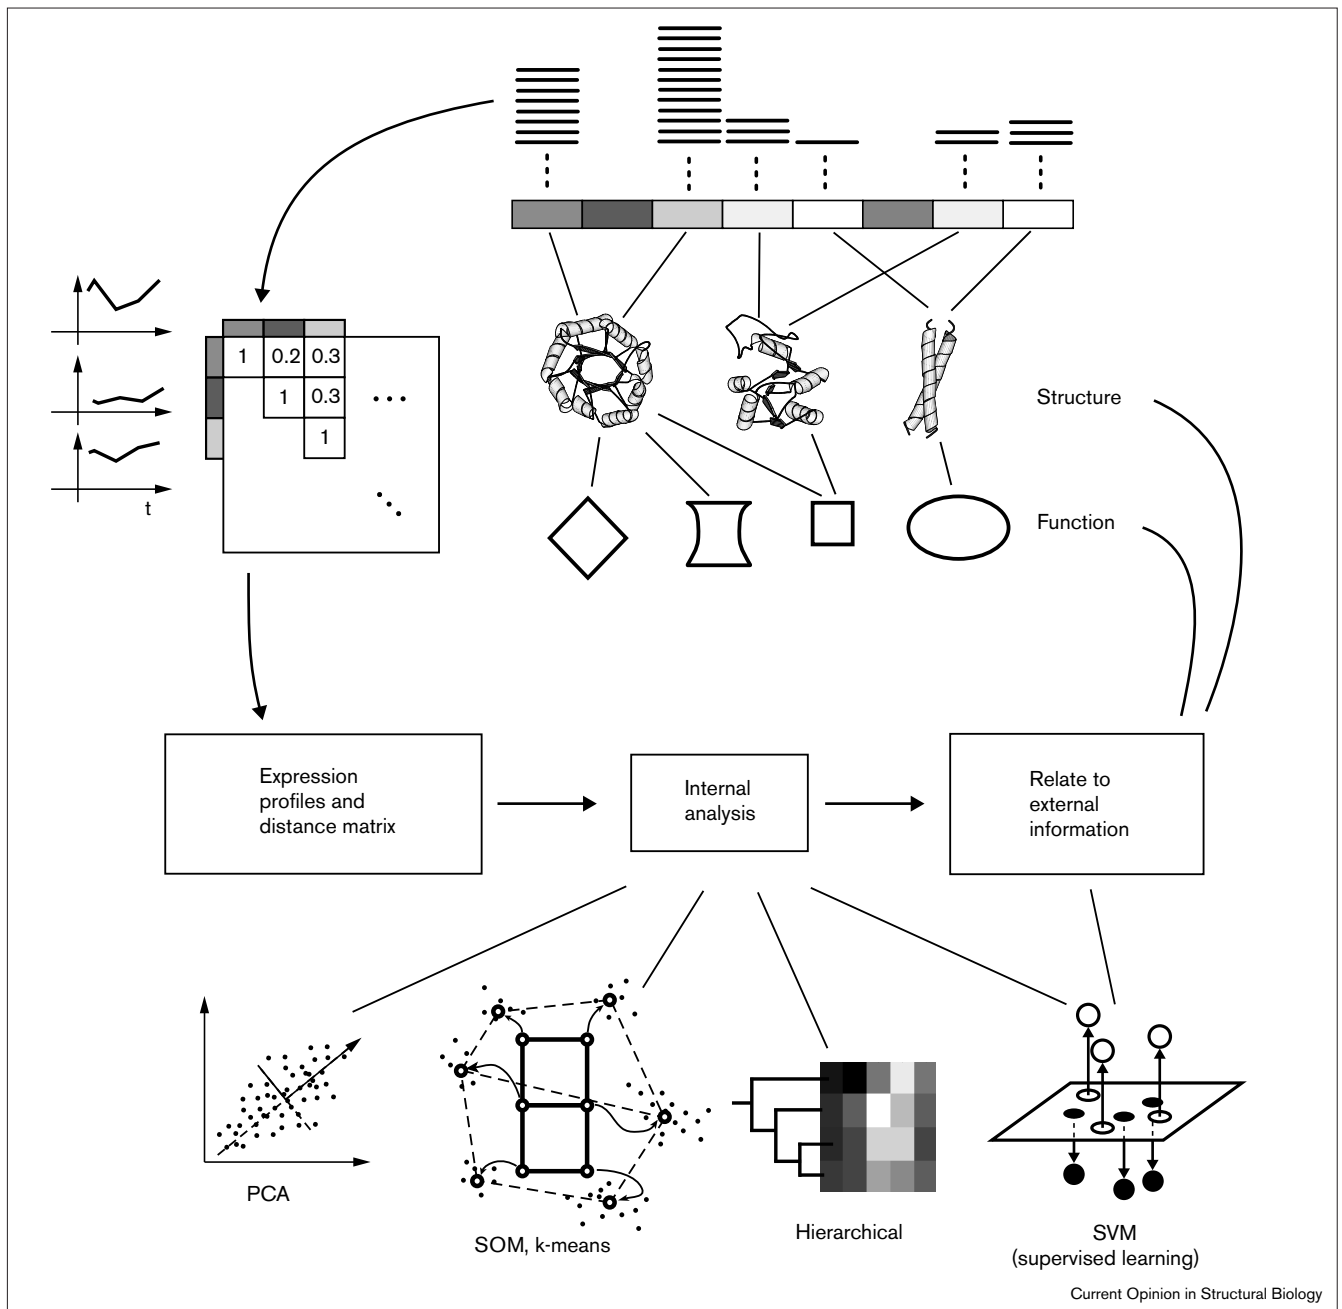 1 0.2 0.3
1 0.3
1
t
Structure
Function
Expression
profiles and
distance matrix
Internal
analysis
Relate to
external
information
PCA
SOM, k-means
Hierarchical
SVM
(supervised learning)
Current Opinion in Structural Biology